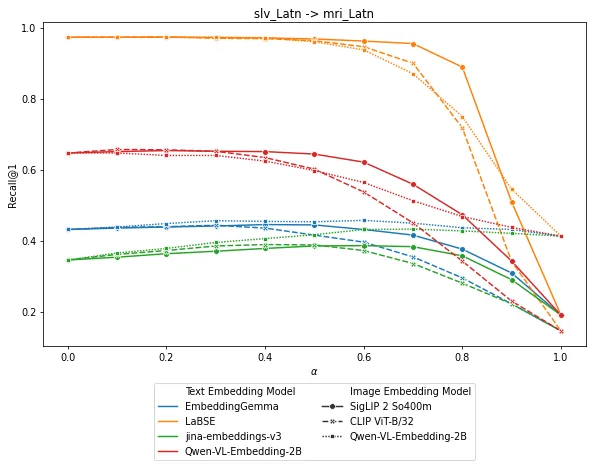 slv_Latn -> mri_Latn
Recall@1
1.0
0.8
0.6
0.4
0.2
0.0 0.2 0.4 0.6 0.8 1.0
α
Text Embedding Model Image Embedding Model
EmbeddingGemma SigLIP 2 So400m
LaBSE CLIP ViT-B/32
jina-embeddings-v3 Qwen-VL-Embedding-2B
Qwen-VL-Embedding-2B